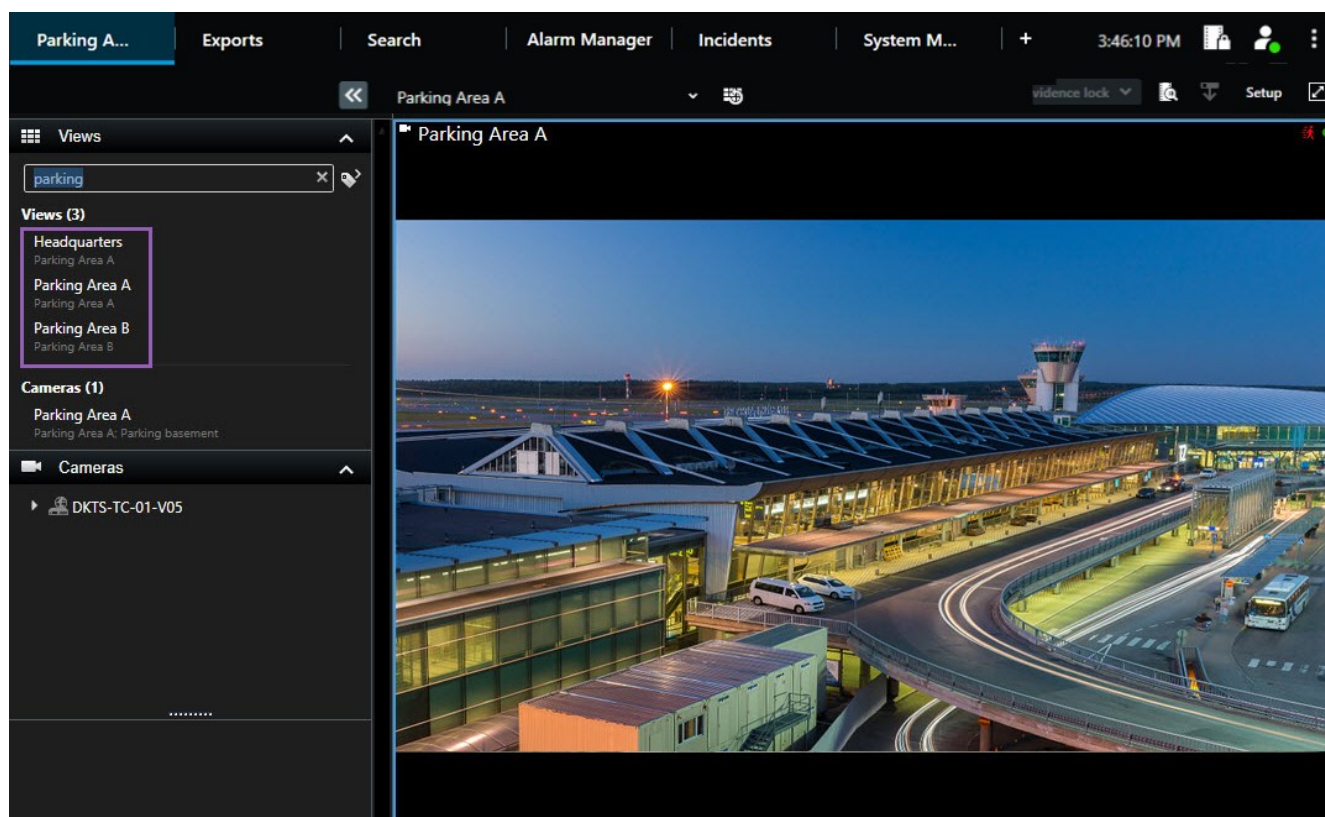 Parking A... Exports Search Alarm Manager Incidents System M... + 3:46:10 PM
Parking Area A vidence lock Setup
Views
parking
Views (3)
Headquarters
Parking Area A
Parking Area A
Parking Area A
Parking Area B
Parking Area B
Cameras (1)
Parking Area A
Parking Area A; Parking basement
Cameras
DKTS-TC-01-V05
Parking Area A